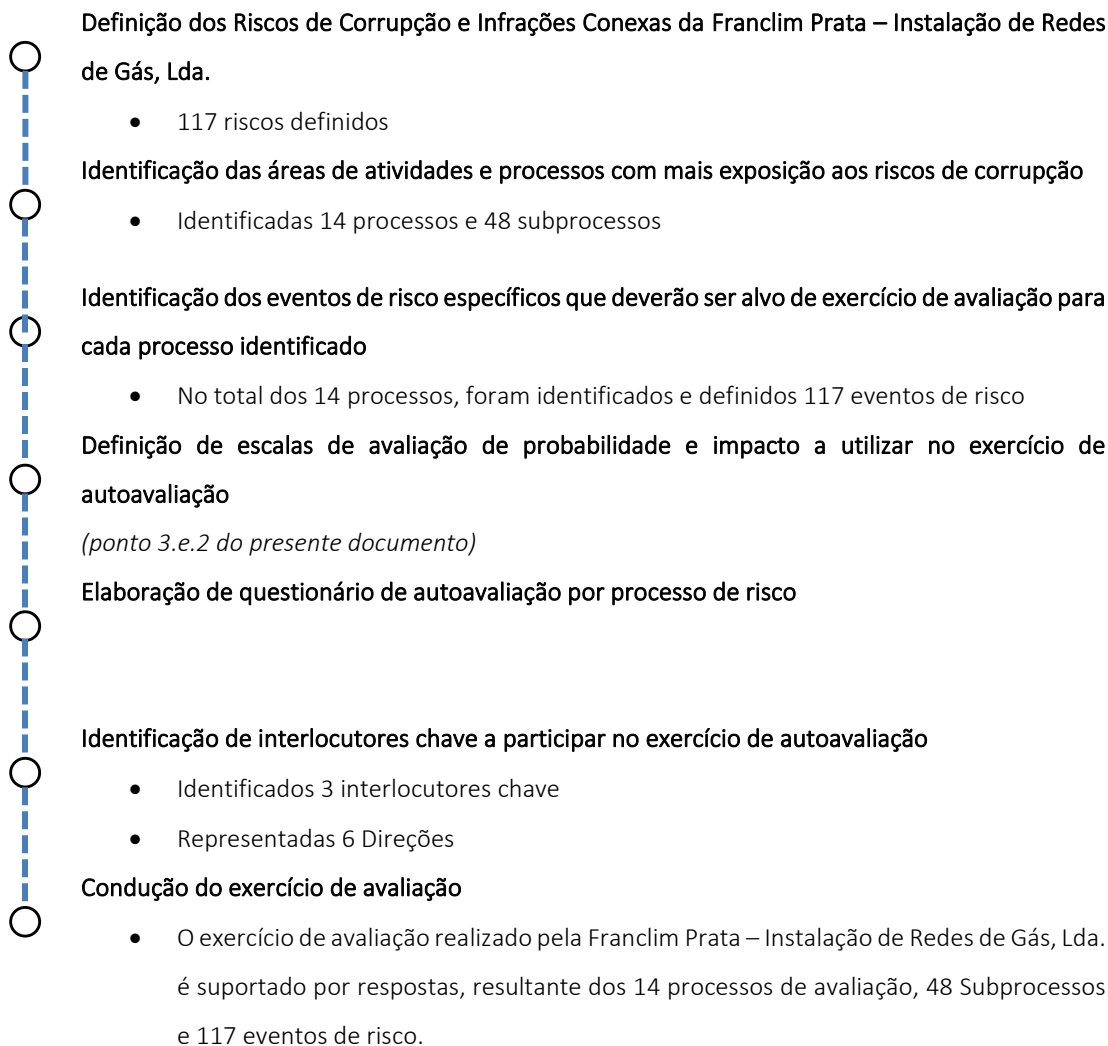 Definição dos Riscos de Corrupção e Infrações Conexas da Franclim Prata – Instalação de Redes
de Gás, Lda.
• 117 riscos definidos
Identificação das áreas de atividades e processos com mais exposição aos riscos de corrupção
• Identificadas 14 processos e 48 subprocessos
Identificação dos eventos de risco específicos que deverão ser alvo de exercício de avaliação para
cada processo identificado
• No total dos 14 processos, foram identificados e definidos 117 eventos de risco
Definição de escalas de avaliação de probabilidade e impacto a utilizar no exercício de
autoavaliação
(ponto 3.e.2 do presente documento)
Elaboração de questionário de autoavaliação por processo de risco
Identificação de interlocutores chave a participar no exercício de autoavaliação
• Identificados 3 interlocutores chave
• Representadas 6 Direções
Condução do exercício de avaliação
• O exercício de avaliação realizado pela Franclim Prata – Instalação de Redes de Gás, Lda.
é suportado por respostas, resultante dos 14 processos de avaliação, 48 Subprocessos
e 117 eventos de risco.